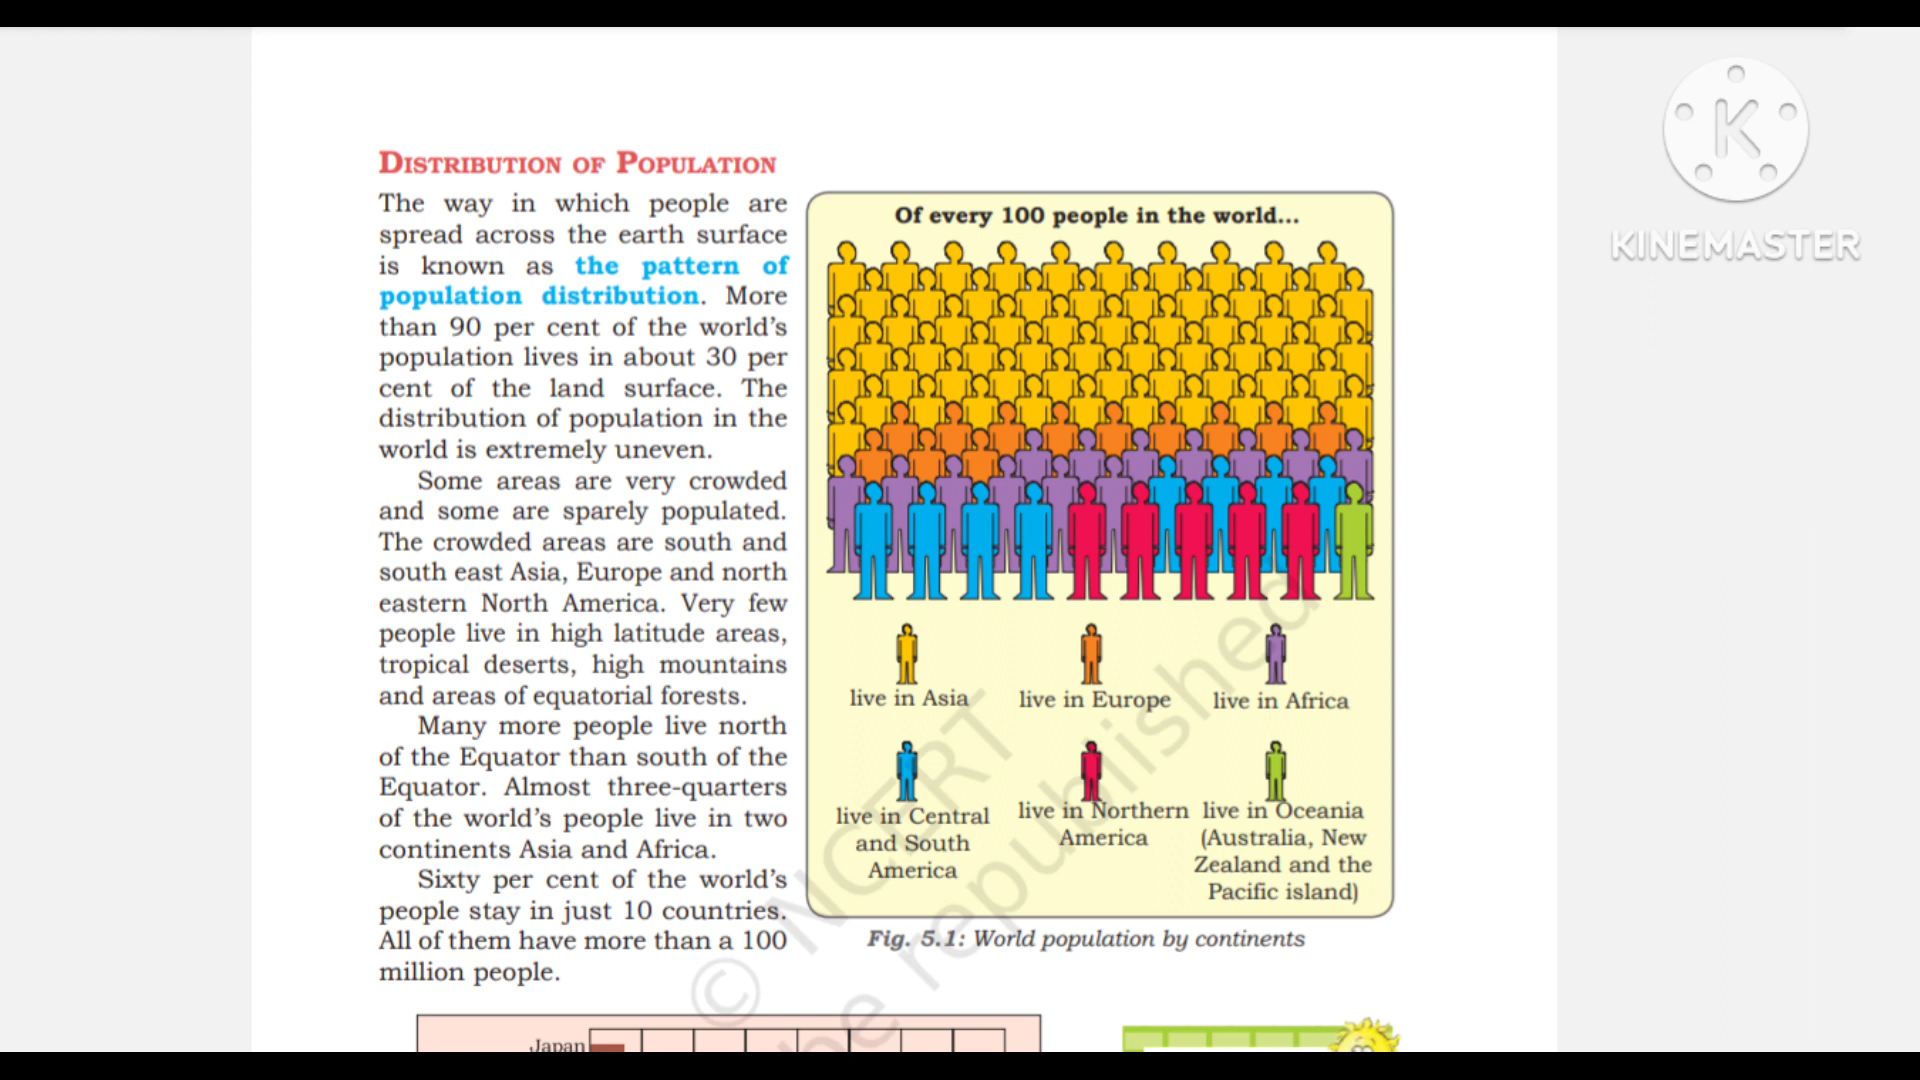 DISTRIBUTION OF POPULATION
The way in which people are
spread across the earth surface
is known as the pattern of
population distribution. More
than 90 per cent of the world's
population lives in about 30 per
cent of the land surface. The
distribution of population in the
world is extremely uneven.
Some areas are very crowded
and some are sparely populated.
The crowded areas are south and
south east Asia, Europe and north
eastern North America. Very few
people live in high latitude areas,
tropical deserts, high mountains
and areas of equatorial forests.
Many more people live north
of the Equator than south of the
Equator. Almost three-quarters
of the world's people live in two
continents Asia and Africa.
Sixty per cent of the world's
people stay in just 10 countries.
All of them have more than a 100
million people.
Of every 100 people in the world...
live in Asia
live in Europe
live in Africa
live in Central
and South
America
live in Northern
America
live in Oceania
(Australia, New
Zealand and the
Pacific island)
Fig. 5.1: World population by continents
Japan
© NCERT
be republished
K
KINEMASTER